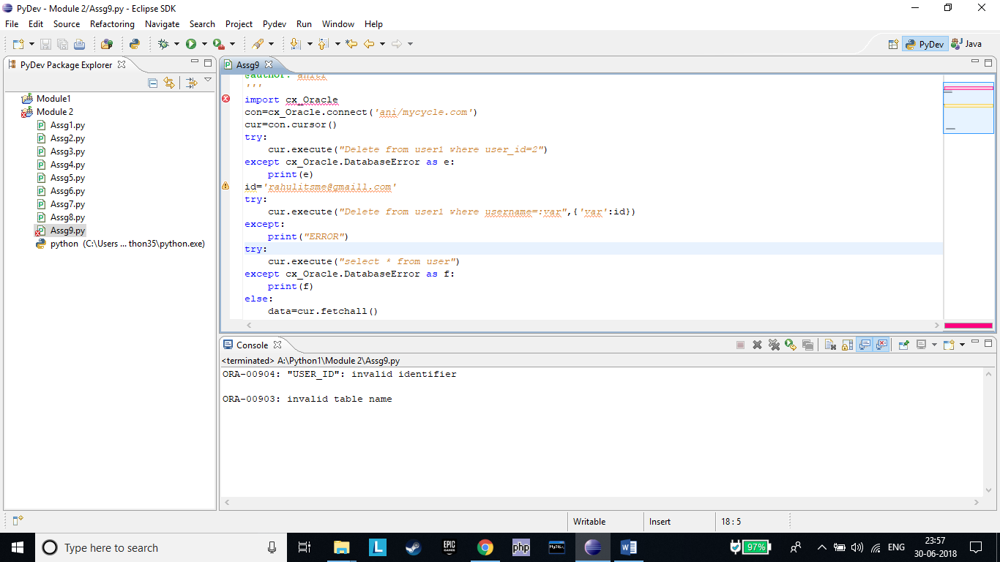 PyDev - Module 2/Assg9.py - Eclipse SDK
File Edit Source Refactoring Navigate Search Project Pydev Run Window Help
PyDev Java
PyDev Package Explorer
Module1
Module 2
Assg1.py
Assg2.py
Assg3.py
Assg4.py
Assg5.py
Assg6.py
Assg7.py
Assg8.py
Assg9.py
python (C:\Users ... thon35\python.exe)
Assg9
@author:
'''
import cx_Oracle
con=cx_Oracle.connect('ani/mycycle.com')
cur=con.cursor()
try:
    cur.execute("Delete from user1 where user_id=2")
except cx_Oracle.DatabaseError as e:
    print(e)
id='rahulitsme@gmaill.com'
try:
    cur.execute("Delete from user1 where username=:var",{'var':id})
except:
    print("ERROR")
try:
    cur.execute("select * from user")
except cx_Oracle.DatabaseError as f:
    print(f)
else:
    data=cur.fetchall()
Console
<terminated> A:\Python1\Module 2\Assg9.py
ORA-00904: "USER_ID": invalid identifier
ORA-00903: invalid table name
Writable Insert 18 : 5
Type here to search
L
EPIC GAMES
php
MySQL
97%
ENG
23:57
30-06-2018